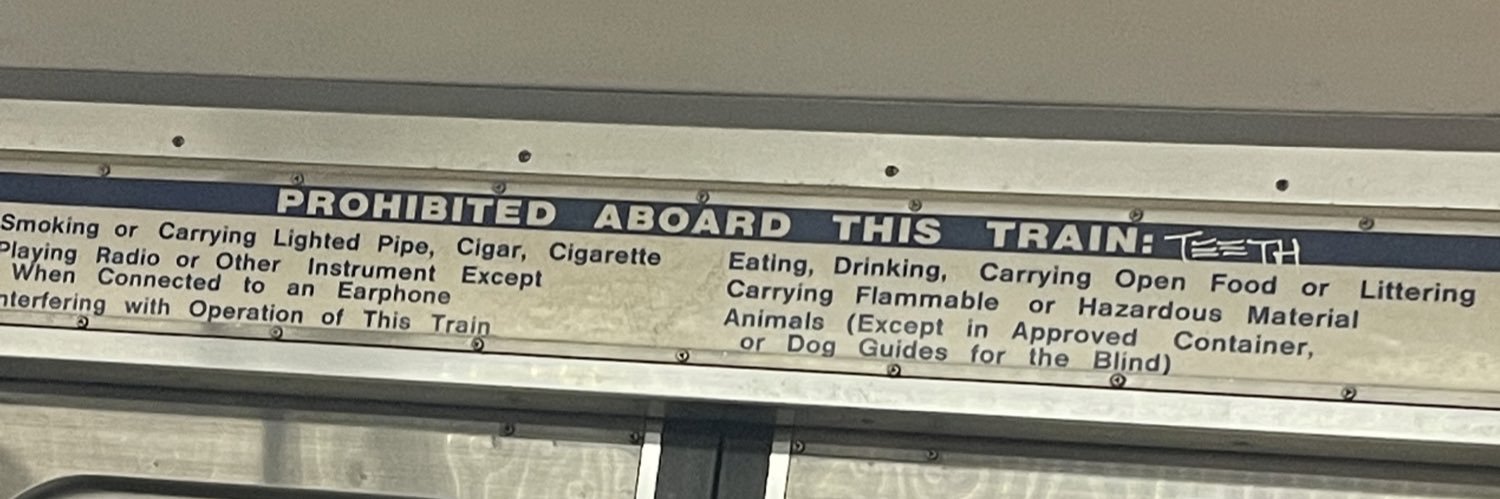 PROHIBITED ABOARD THIS TRAIN: TEETH
Smoking or Carrying Lighted Pipe, Cigar, Cigarette
Playing Radio or Other Instrument Except
When Connected to an Earphone
nterfering with Operation of This Train
Eating, Drinking, Carrying Open Food or Littering
Carrying Flammable or Hazardous Material
Animals (Except in Approved Container,
or Dog Guides for the Blind)